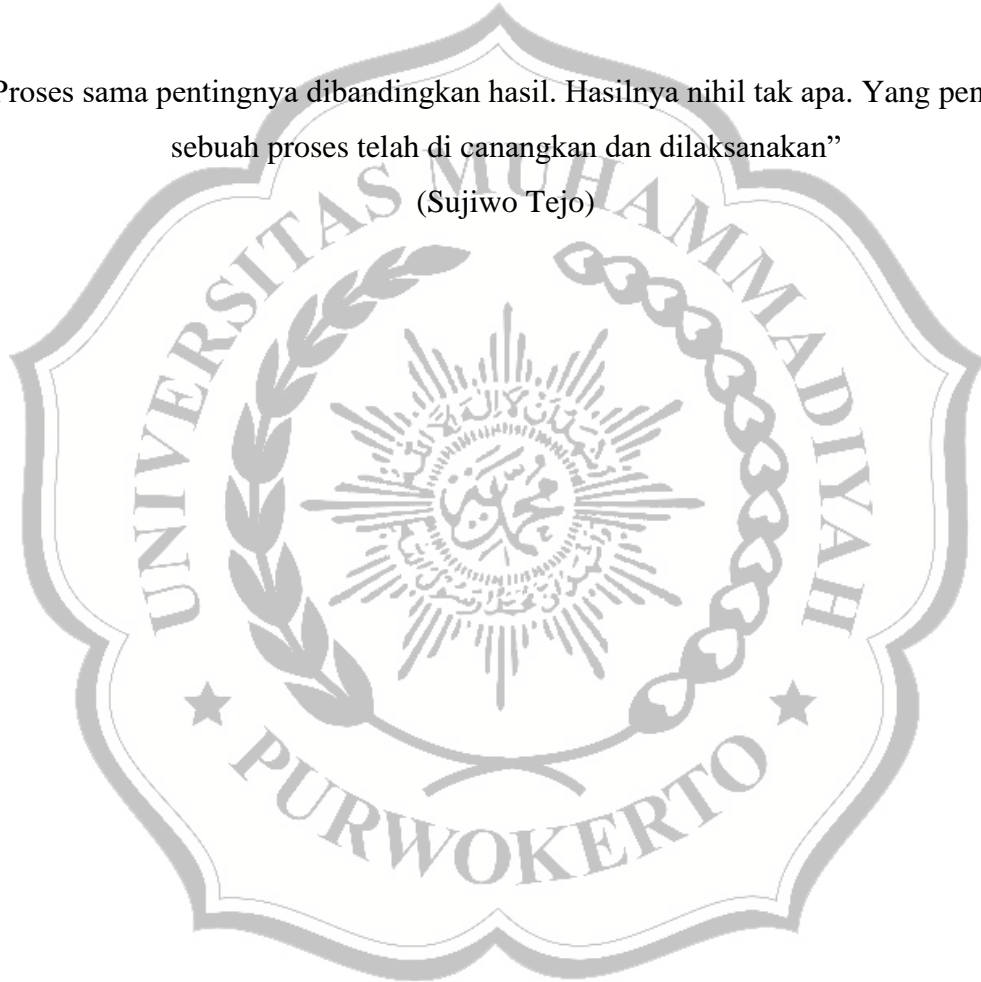 Proses sama pentingnya dibandingkan hasil. Hasilnya nihil tak apa. Yang pen
sebuah proses telah di canangkan dan dilaksanakan”
(Sujiwo Tejo)
UNIVERSITAS MUHAMMADIYAH
PURWOKERTO